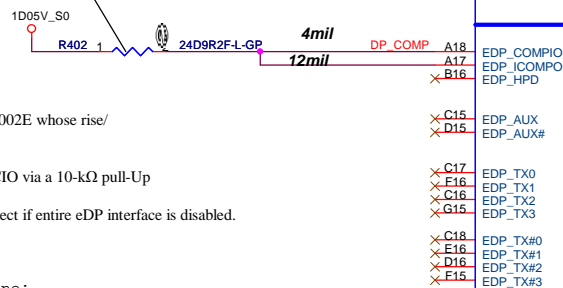 1D05V_S0
4mil
R402 1 24D9R2F-L-GP DP_COMP A18 EDP_COMPIO
12mil A17 EDP_ICOMPO
B16 EDP_HPD
002E whose rise/
C15 EDP_AUX
D15 EDP_AUX#
CIO via a 10-kΩ pull-Up
C17 EDP_TX0
F16 EDP_TX1
C16 EDP_TX2
G15 EDP_TX3
ect if entire eDP interface is disabled.
C18 EDP_TX#0
E16 EDP_TX#1
D16 EDP_TX#2
F15 EDP_TX#3